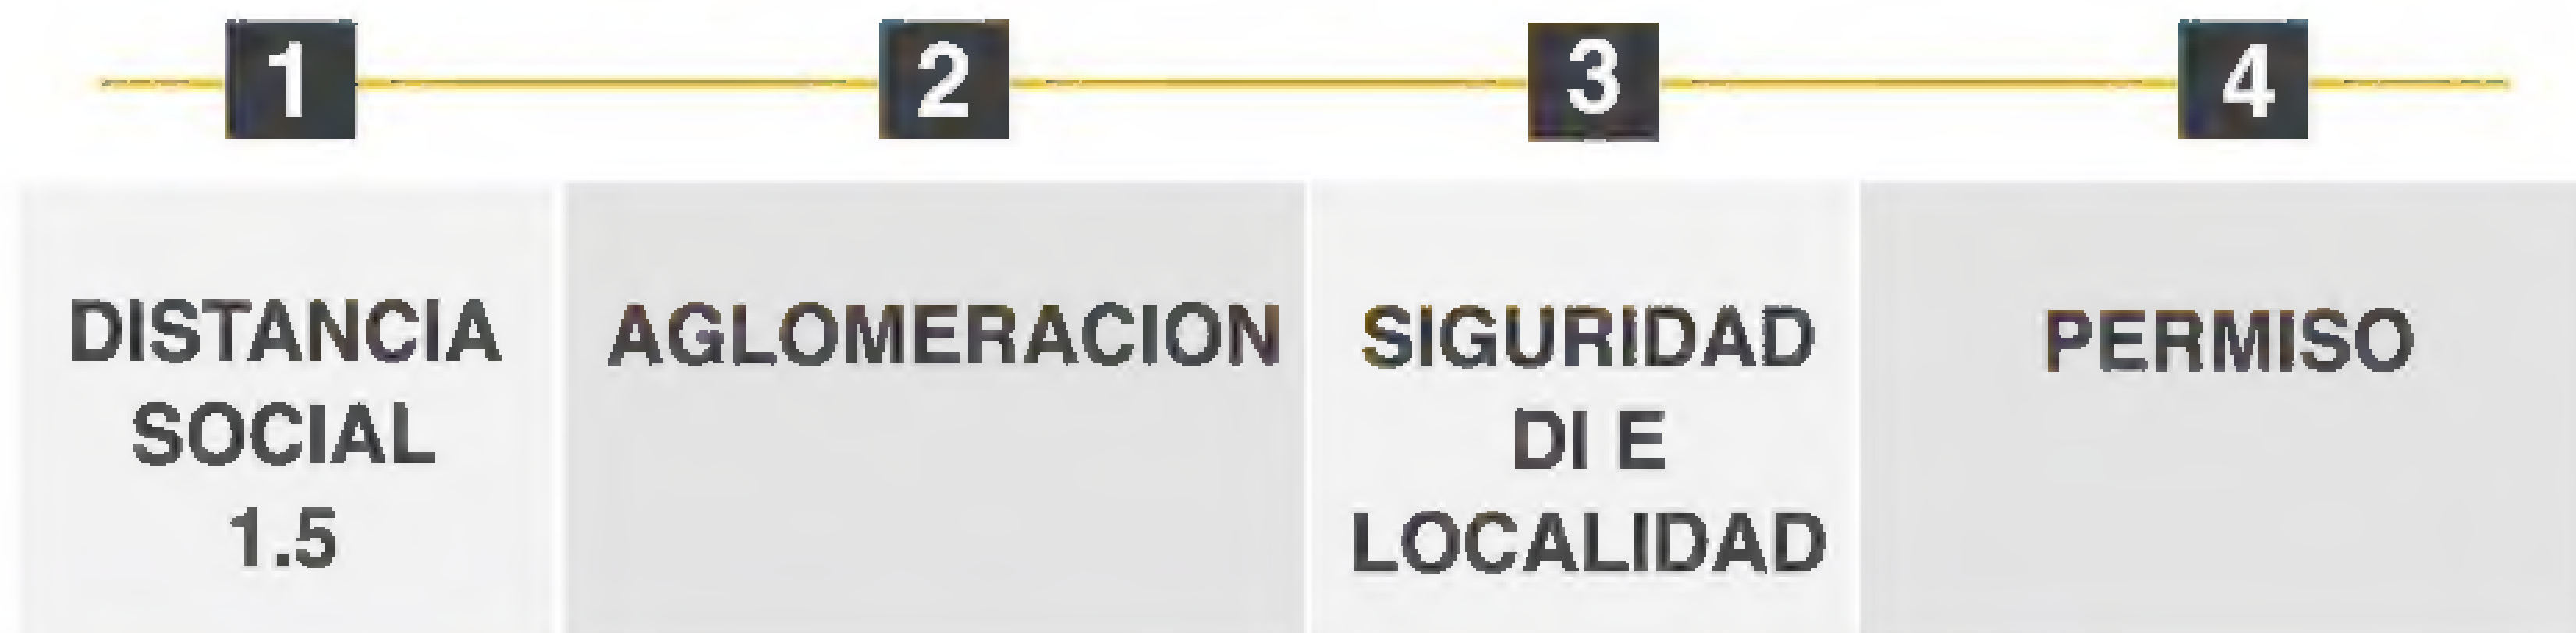 1 2 3 4
DISTANCIA
SOCIAL
1.5
AGLOMERACION
SIGURIDAD
DI E
LOCALIDAD
PERMISO